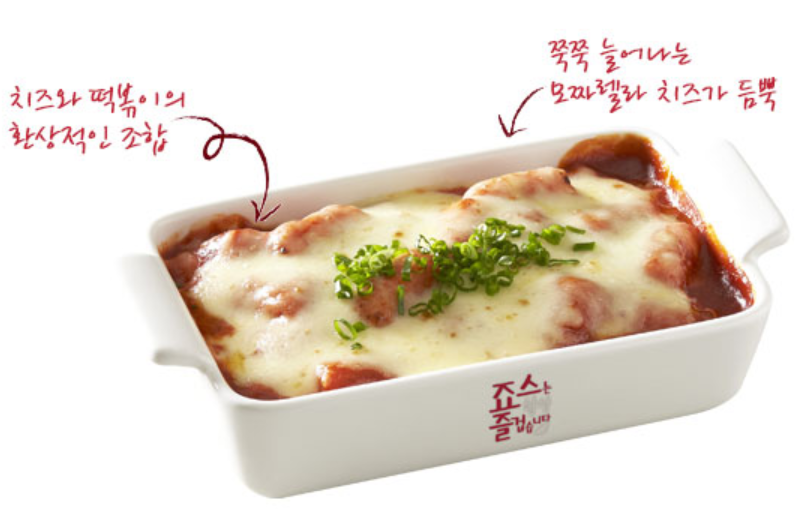 치즈와 떡볶이의
환상적인 조합
쭉쭉 늘어나는
모짜렐라 치즈가 듬뿍
죠스는
즐겁습니다